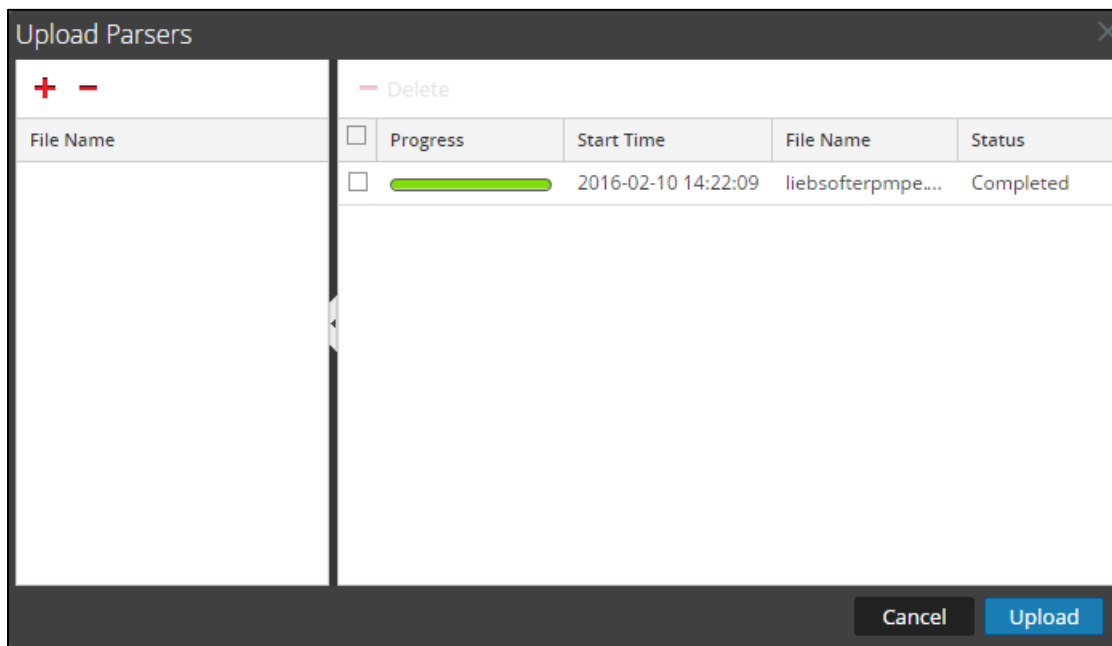 Upload Parsers
Delete
File Name
Progress Start Time File Name Status
2016-02-10 14:22:09 liebsofterpmpe.... Completed
Cancel Upload